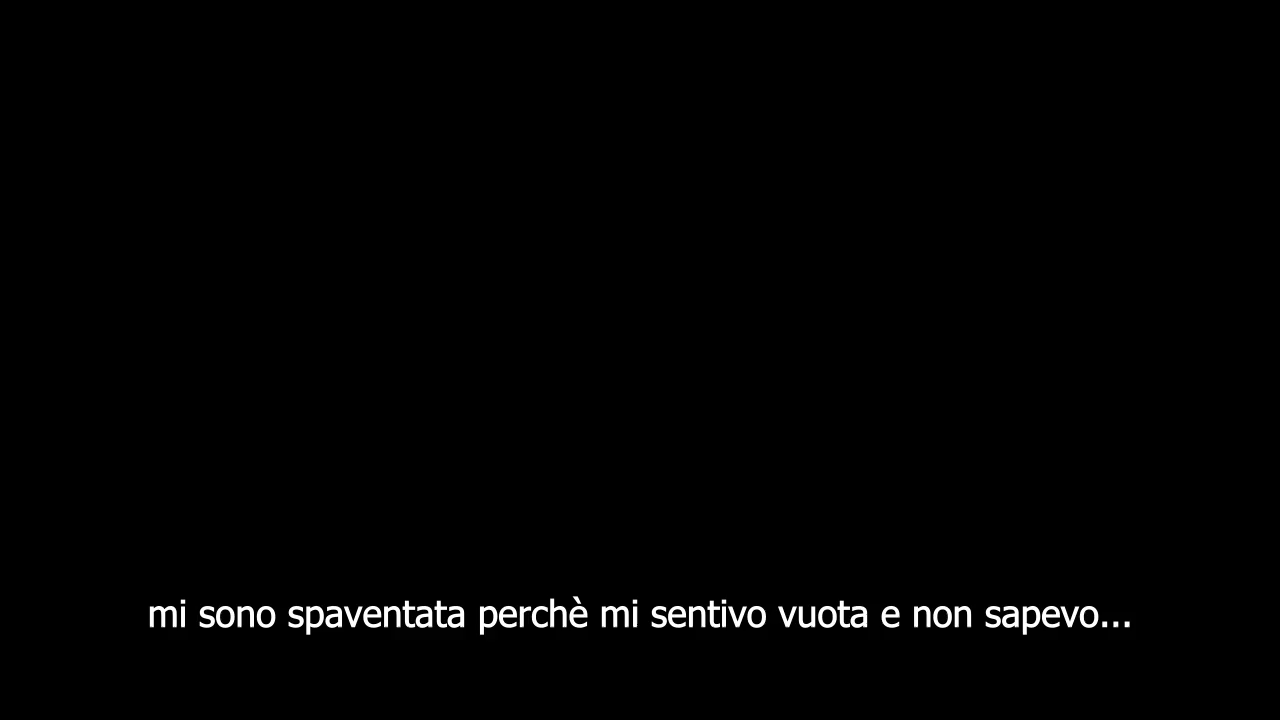 mi sono spaventata perchè mi sentivo vuota e non sapevo...